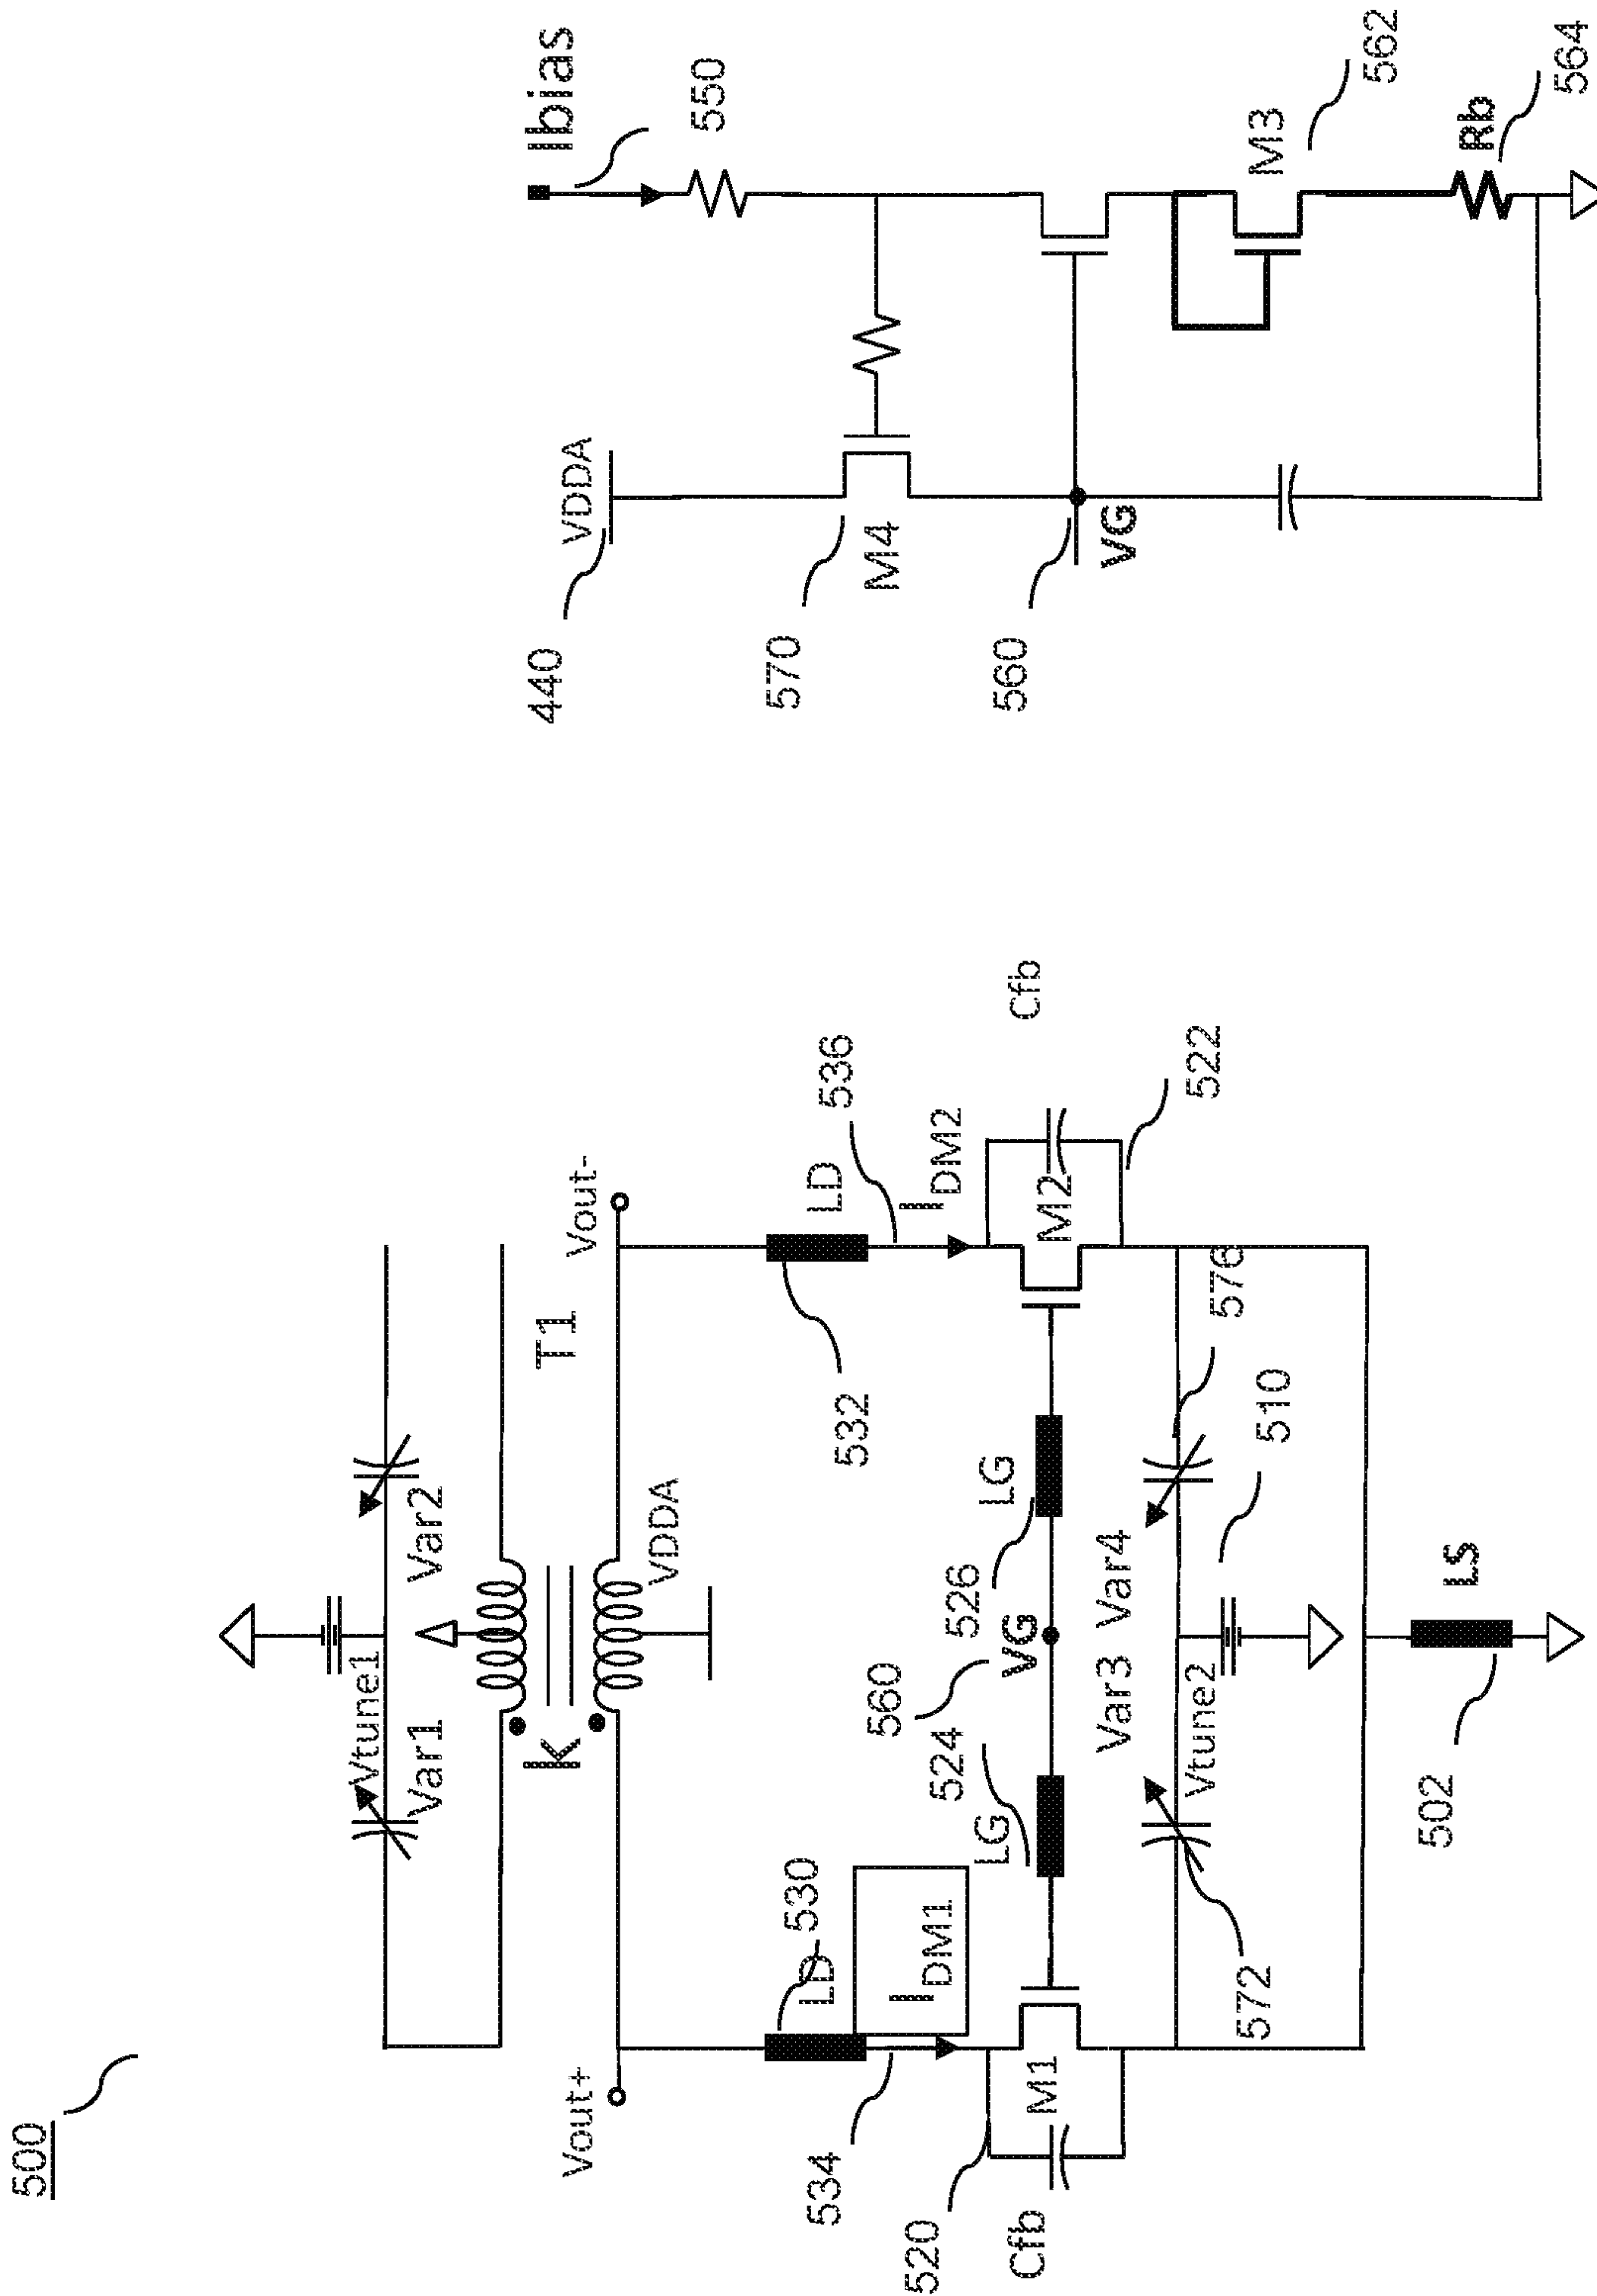 500
Vtune1
Var1
Var2
K
T1
VDDA
Vout+
Vout-
LD
530
534
I
DM1
520
Cfb
M1
LG
524
560
VG
526
LG
532
LD
536
I
DM2
M2
Cfb
522
Var3 Var4
572
Vtune2
510
576
502
LS
Ibias
550
440
VDDA
570
M4
560
VG
M3
562
Rb
564